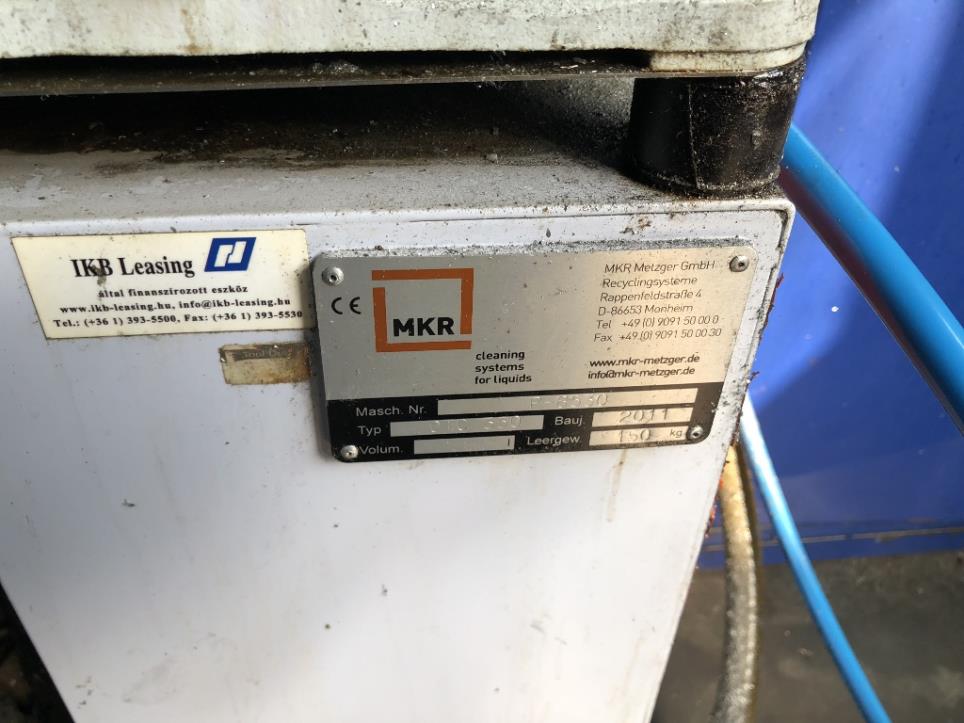 IKB Leasing
által finanszírozott eszköz
www.ikb-leasing.hu, info@ikb-leasing.hu
Tel.: (+36 1) 393-5500, Fax: (+36 1) 393-5530
CE
MKR
cleaning
systems
for liquids
MKR Metzger GmbH
Recyclingsysteme
Rappenfeldstraße 4
D-86653 Monheim
Tel +49 (0) 9091 50 00 0
Fax +49 (0) 9091 50 00 30
www.mkr-metzger.de
info@mkr-metzger.de
Masch. Nr.
Typ Bauj. 2011
Volum. l Leergew. 150 kg